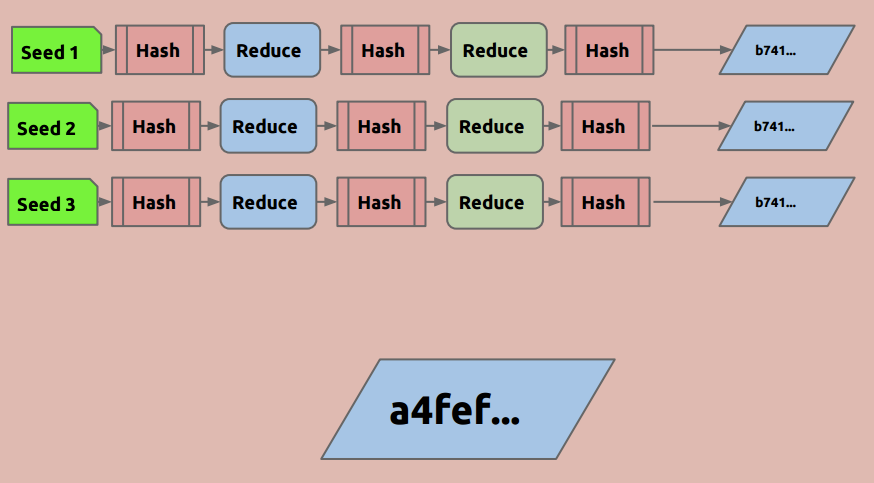 Seed 1 Hash Reduce Hash Reduce Hash b741...
Seed 2 Hash Reduce Hash Reduce Hash b741...
Seed 3 Hash Reduce Hash Reduce Hash b741...
a4fef...